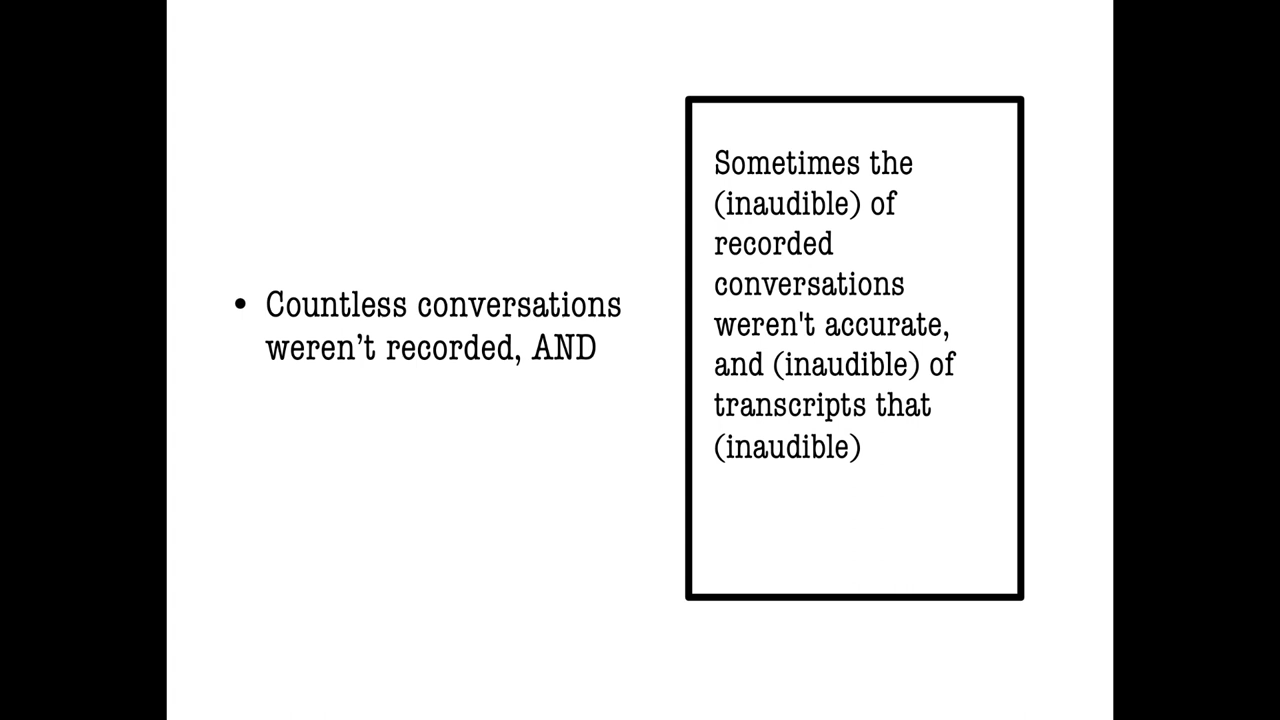 • Countless conversations
weren’t recorded, AND
Sometimes the
(inaudible) of
recorded
conversations
weren't accurate,
and (inaudible) of
transcripts that
(inaudible)